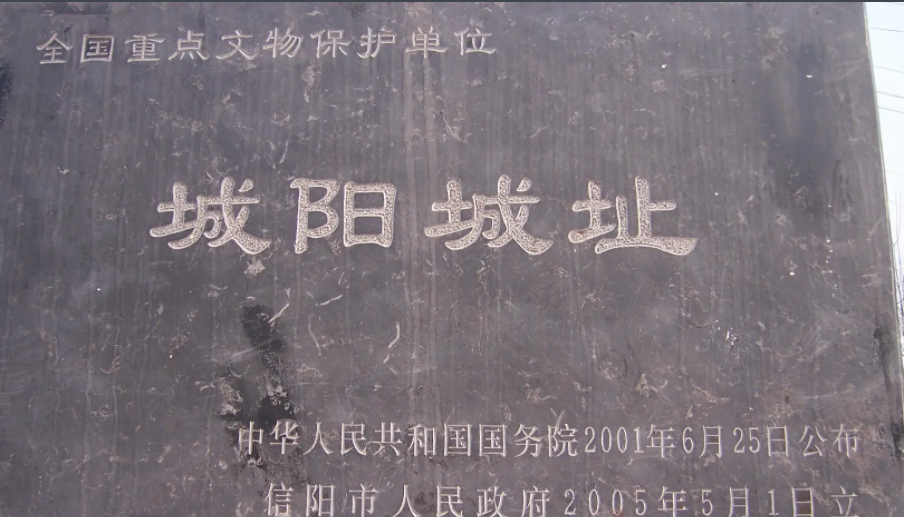 全国重点文物保护单位
城阳城址
中华人民共和国国务院2001年6月25日公布
信阳市人民政府2005年5月1日立